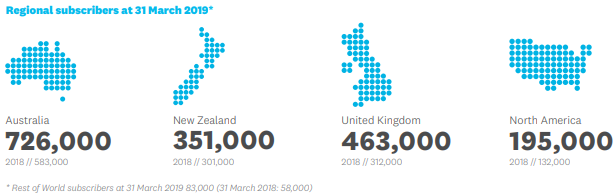 Regional subscribers at 31 March 2019*
Australia
726,000
2018 // 583,000
New Zealand
351,000
2018 // 301,000
United Kingdom
463,000
2018 // 312,000
North America
195,000
2018 // 132,000
* Rest of World subscribers at 31 March 2019 83,000 (31 March 2018: 58,000)